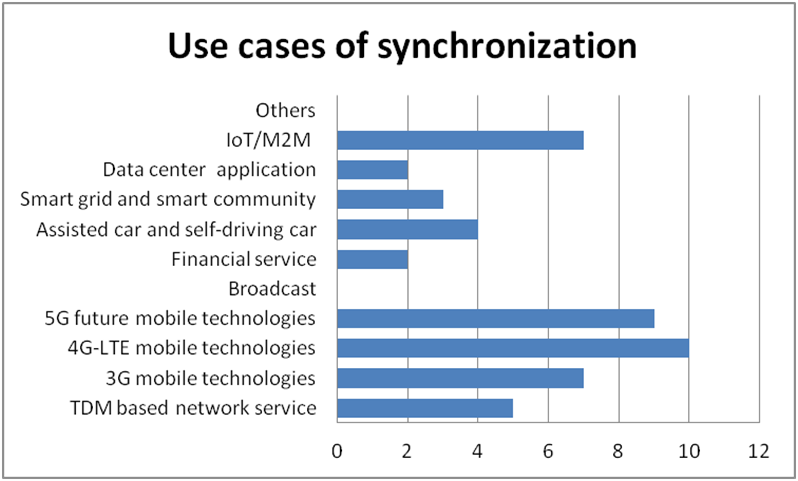 Use cases of synchronization
Others
IoT/M2M
Data center application
Smart grid and smart community
Assisted car and self-driving car
Financial service
Broadcast
5G future mobile technologies
4G-LTE mobile technologies
3G mobile technologies
TDM based network service
0 2 4 6 8 10 12